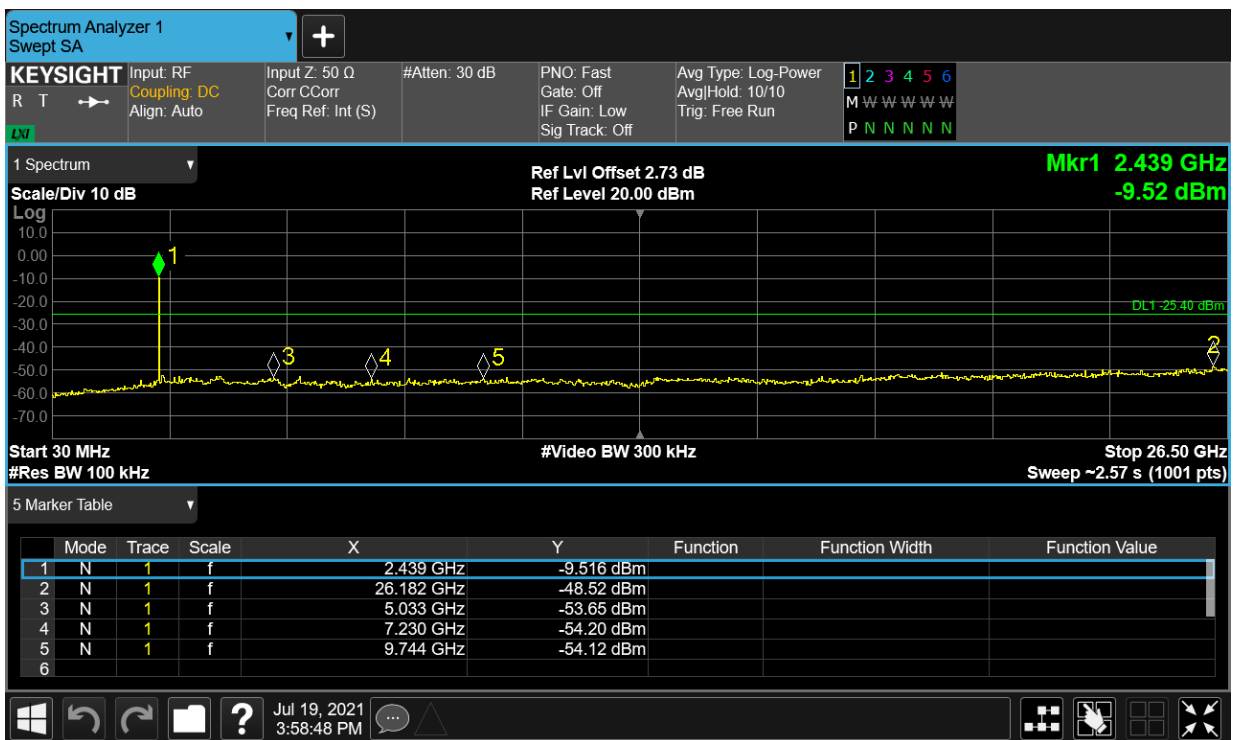 Spectrum Analyzer 1
Swept SA
+
KEYSIGHT
R T
LXI
Input: RF
Coupling: DC
Align: Auto
Input Z: 50 Ω
Corr CCorr
Freq Ref: Int (S)
#Atten: 30 dB
PNO: Fast
Gate: Off
IF Gain: Low
Sig Track: Off
Avg Type: Log-Power
Avg|Hold: 10/10
Trig: Free Run
1 2 3 4 5 6
M W W W W W
P N N N N N
1 Spectrum
Scale/Div 10 dB
Ref Lvl Offset 2.73 dB
Ref Level 20.00 dBm
Mkr1 2.439 GHz
-9.52 dBm
Log
10.0
0.00
-10.0
-20.0
-30.0
-40.0
-50.0
-60.0
-70.0
1
DL1 -25.40 dBm
3
4
5
2
Start 30 MHz
#Video BW 300 kHz
Stop 26.50 GHz
#Res BW 100 kHz
Sweep ~2.57 s (1001 pts)
5 Marker Table
Mode Trace Scale X Y Function Function Width Function Value
1 N 1 f 2.439 GHz -9.516 dBm
2 N 1 f 26.182 GHz -48.52 dBm
3 N 1 f 5.033 GHz -53.65 dBm
4 N 1 f 7.230 GHz -54.20 dBm
5 N 1 f 9.744 GHz -54.12 dBm
6
?
Jul 19, 2021
3:58:48 PM